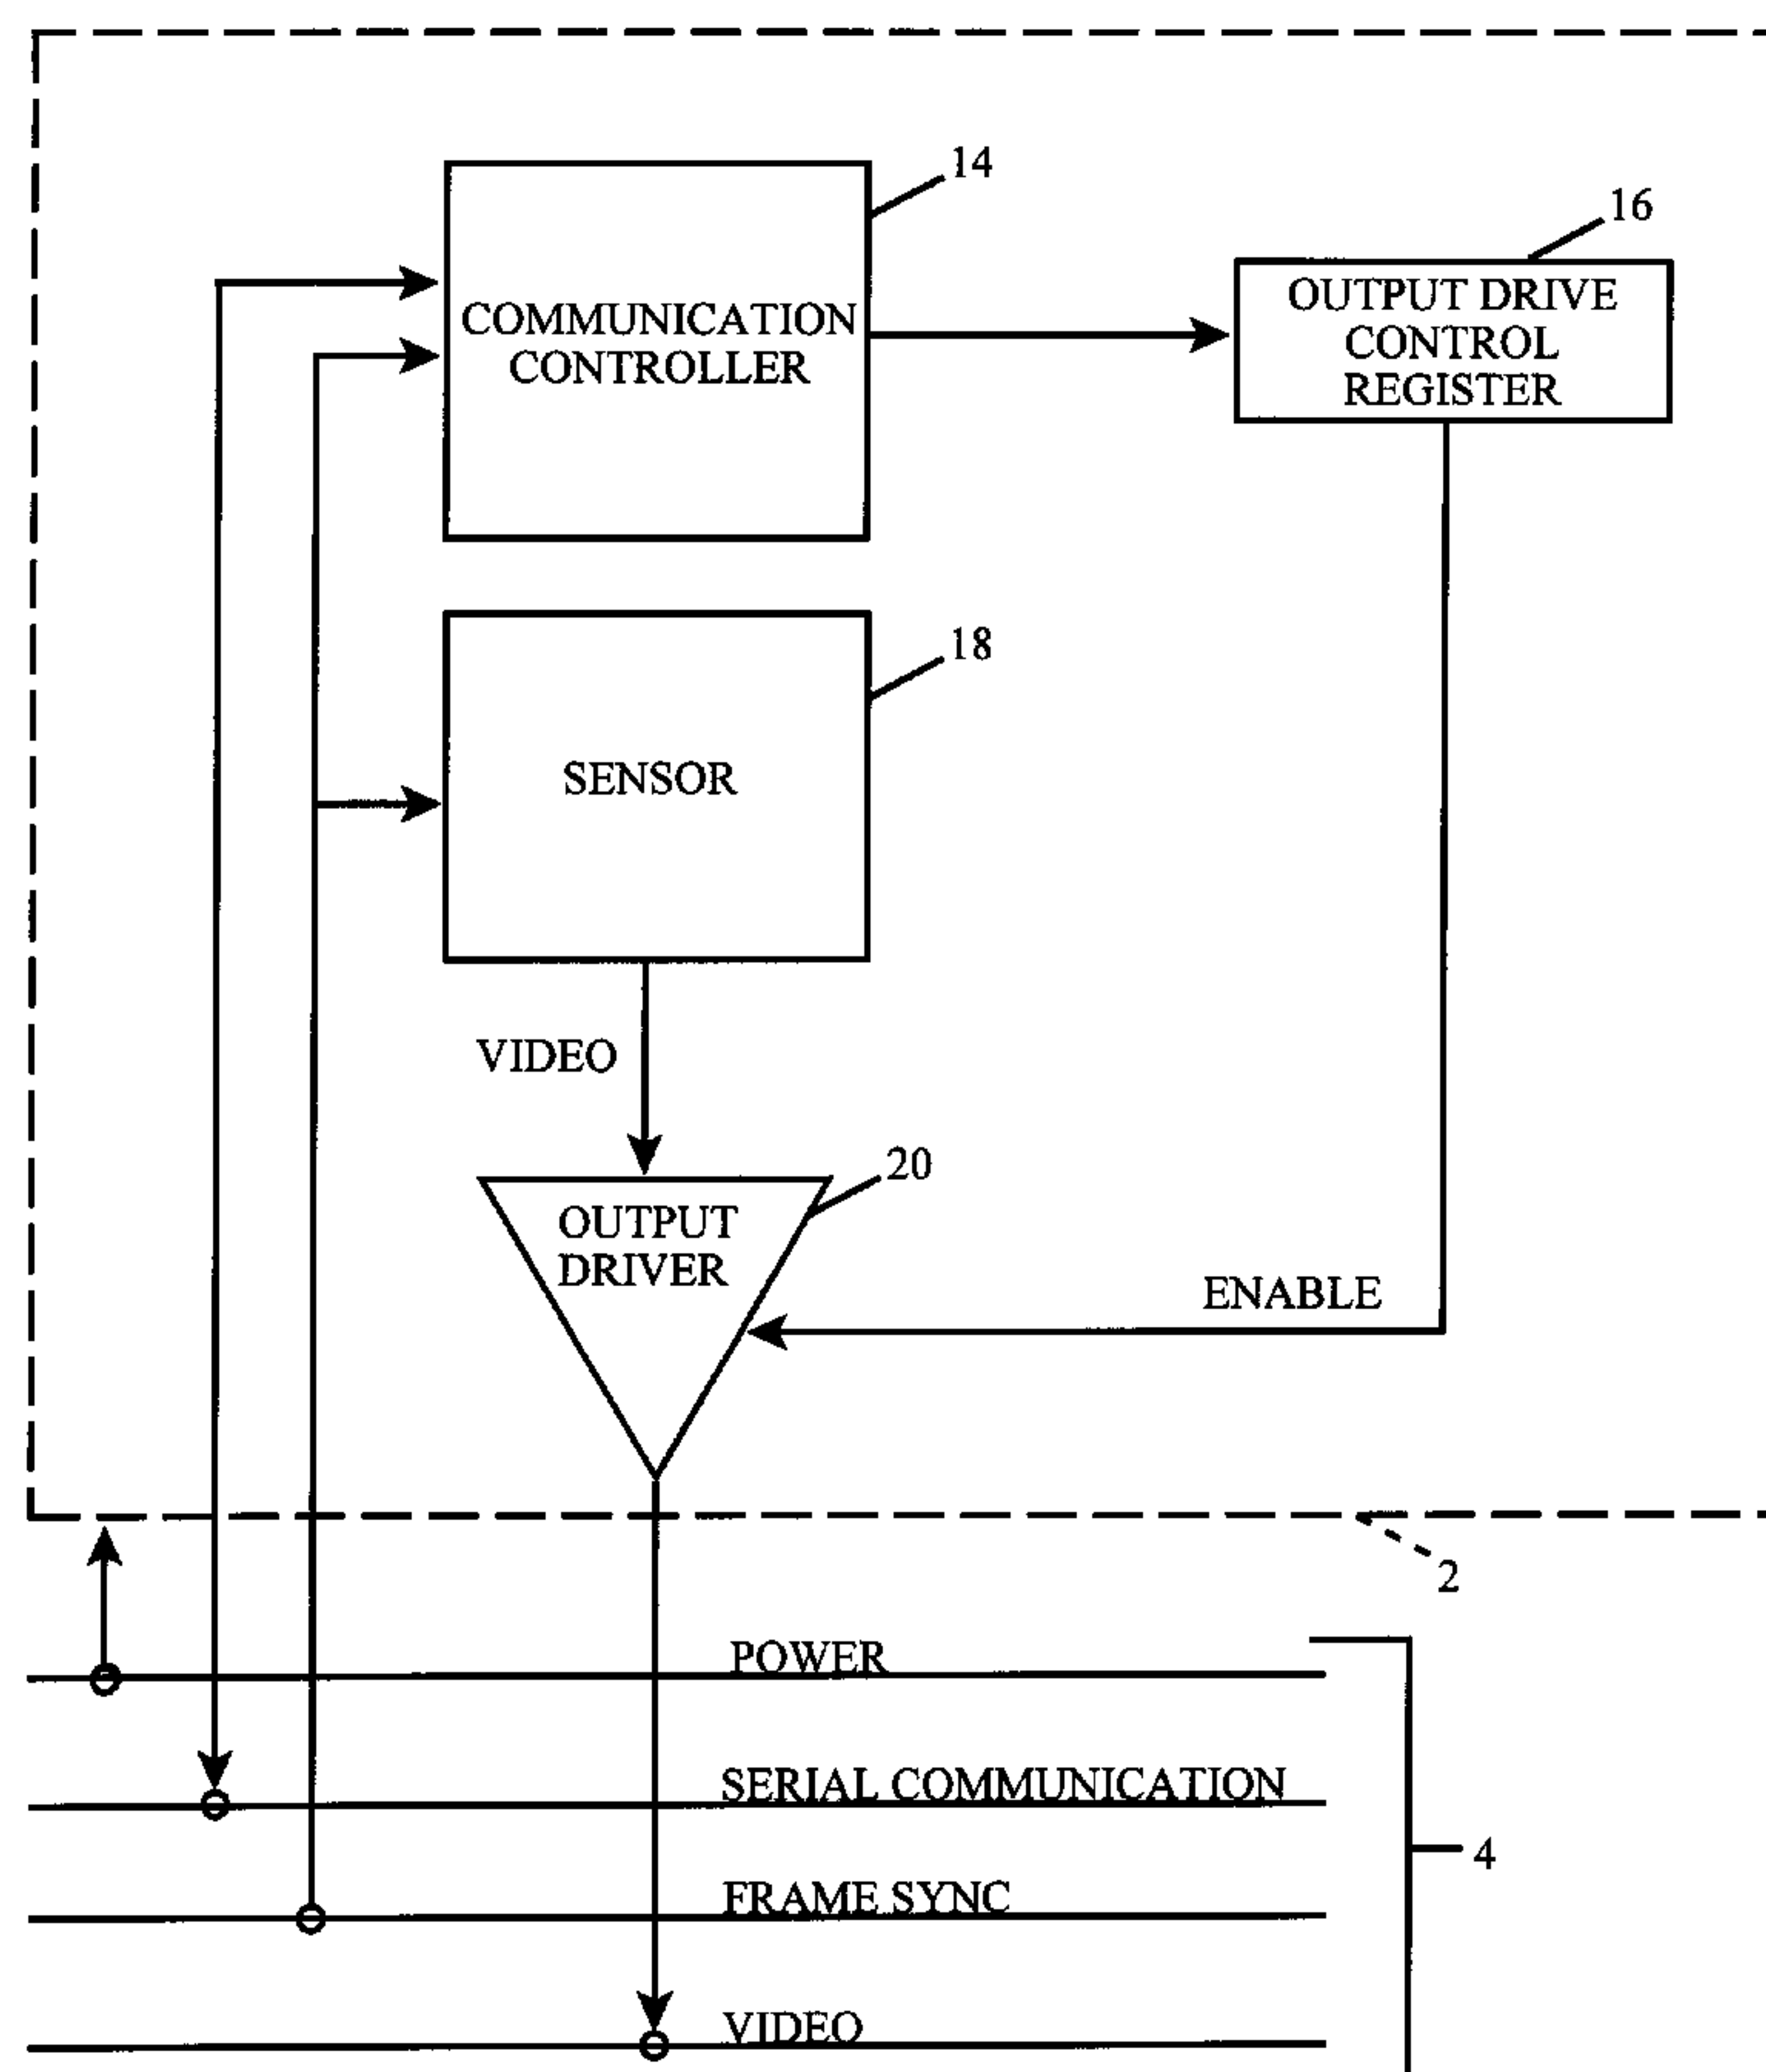 14
16
OUTPUT DRIVE
CONTROL
REGISTER
COMMUNICATION
CONTROLLER
18
SENSOR
VIDEO
20
OUTPUT
DRIVER
ENABLE
2
POWER
SERIAL COMMUNICATION
4
FRAME SYNC
VIDEO